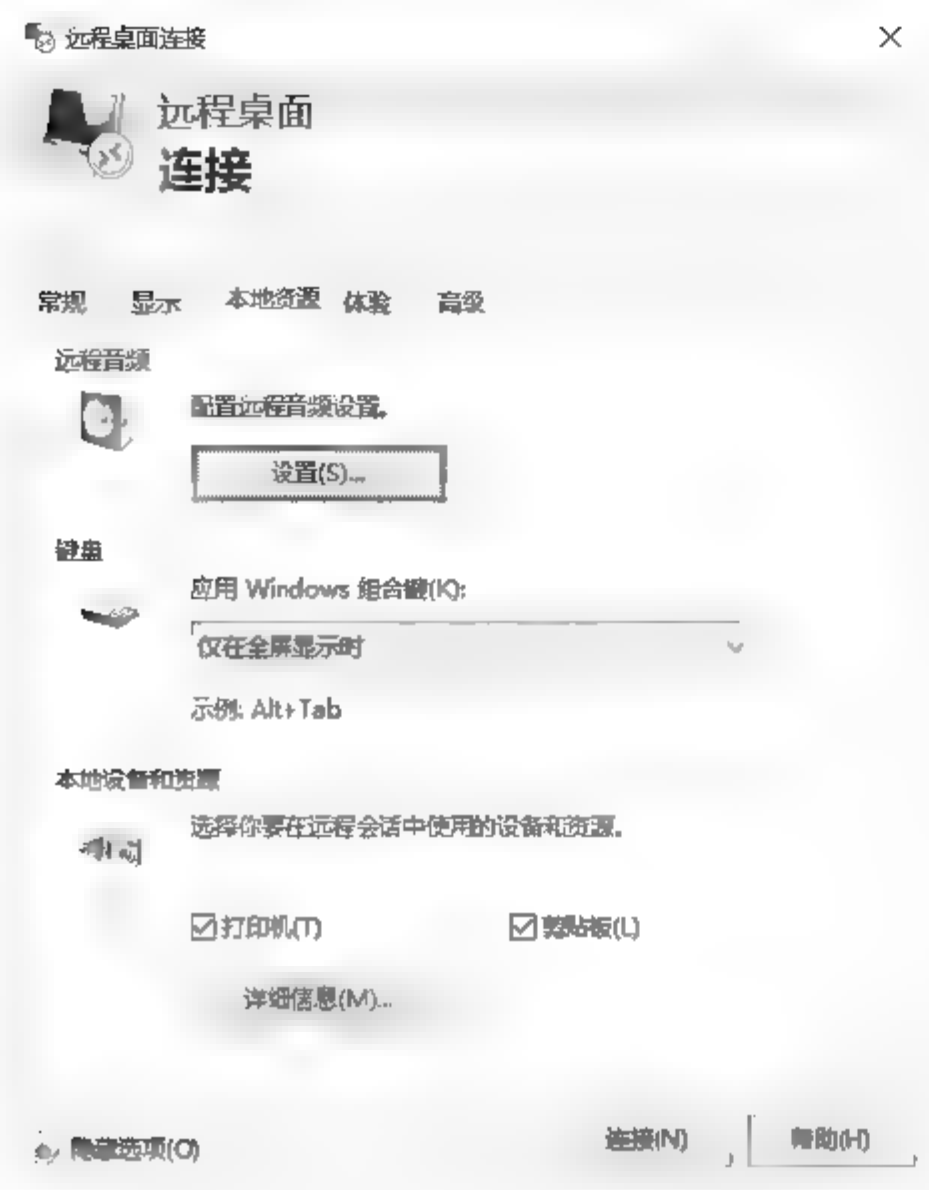 远程桌面连接
远程桌面
连接
常规 显示 本地资源 体验 高级
远程音频
配置远程音频设置。
设置(S)...
键盘
应用 Windows 组合键(K):
仅在全屏显示时
示例: Alt+Tab
本地设备和资源
选择你要在远程会话中使用的设备和资源。
打印机(T) 剪贴板(L)
详细信息(M)...
隐藏选项(O) 连接(N) 帮助(H)